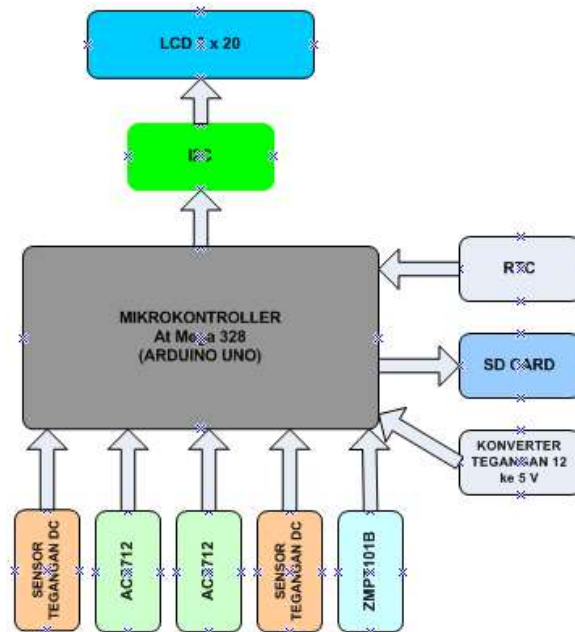 LCD x 20
I2C
MIKROKONTROLLER
At Mega 328
(ARDUINO UNO)
RTC
SD CARD
KONVERTER
TEGANGAN 12
ke 5 V
SENSOR
TEGANGAN DC
ACS712
ACS712
SENSOR
TEGANGAN DC
ZMPT101B